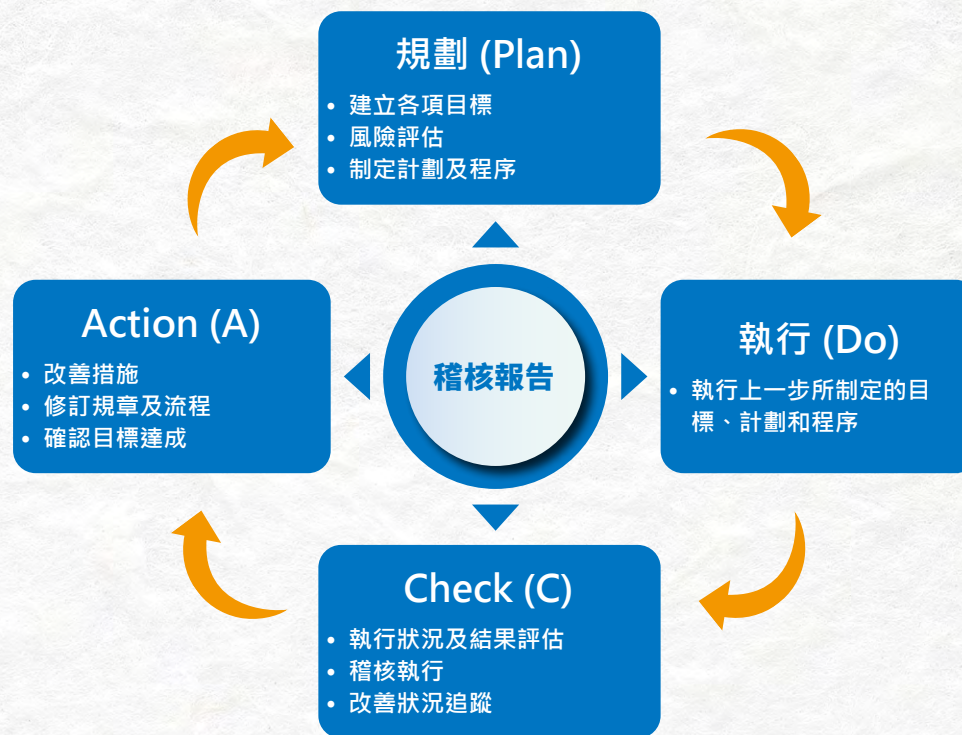 規劃 (Plan)
• 建立各項目標
• 風險評估
• 制定計劃及程序
Action (A)
• 改善措施
• 修訂規章及流程
• 確認目標達成
稽核報告
執行 (Do)
• 執行上一步所制定的目
標、計劃和程序
Check (C)
• 執行狀況及結果評估
• 稽核執行
• 改善狀況追蹤